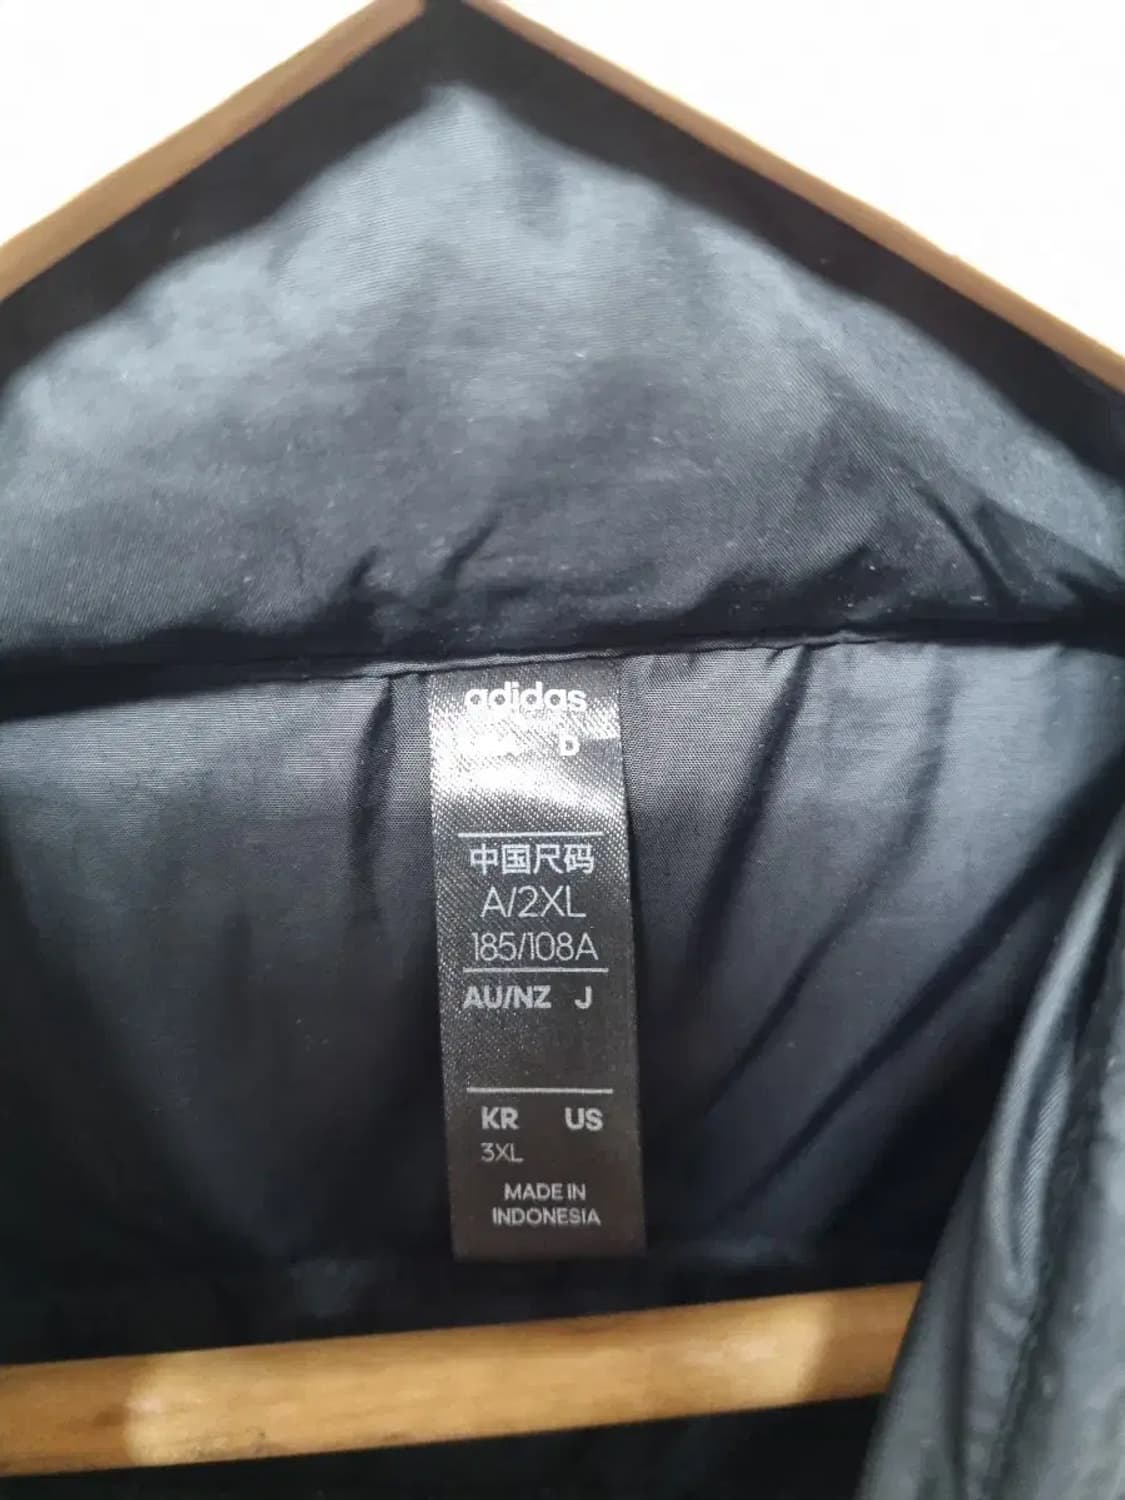 adidas
D
中国尺码
A/2XL
185/108A
AU/NZ J
KR US
3XL
MADE IN
INDONESIA